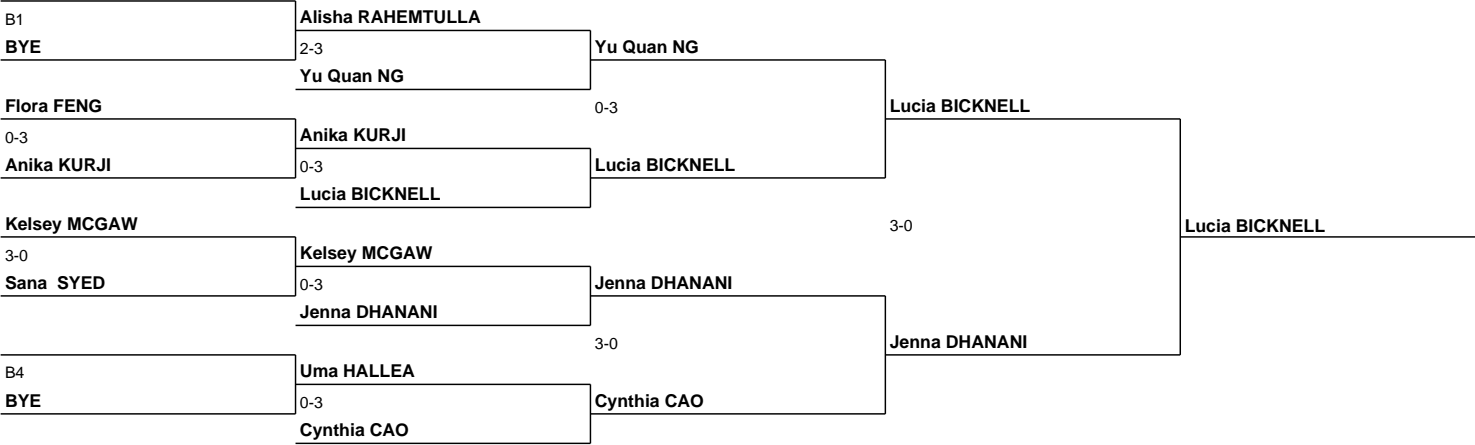 B1
BYE
Flora FENG
0-3
Anika KURJI
Kelsey MCGAW
3-0
Sana  SYED
B4
BYE
Alisha RAHEMTULLA
2-3
Yu Quan NG
Anika KURJI
0-3
Lucia BICKNELL
Kelsey MCGAW
0-3
Jenna DHANANI
Uma HALLEA
0-3
Cynthia CAO
Yu Quan NG
0-3
Lucia BICKNELL
Jenna DHANANI
3-0
Cynthia CAO
Lucia BICKNELL
3-0
Jenna DHANANI
Lucia BICKNELL